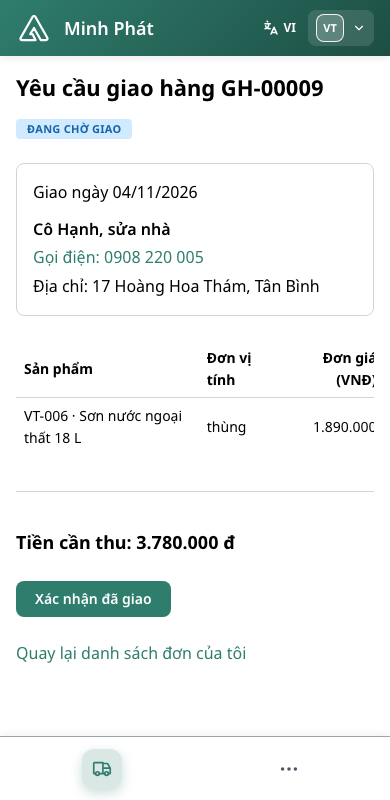 Minh Phát
VI
VT
Yêu cầu giao hàng GH-00009
ĐANG CHỜ GIAO
Giao ngày 04/11/2026
Cô Hạnh, sửa nhà
Gọi điện: 0908 220 005
Địa chỉ: 17 Hoàng Hoa Thám, Tân Bình
Sản phẩm
Đơn vị
tính
Đơn giá
(VNĐ)
VT-006 · Sơn nước ngoại
thất 18 L
thùng
1.890.000
Tiền cần thu: 3.780.000 đ
Xác nhận đã giao
Quay lại danh sách đơn của tôi